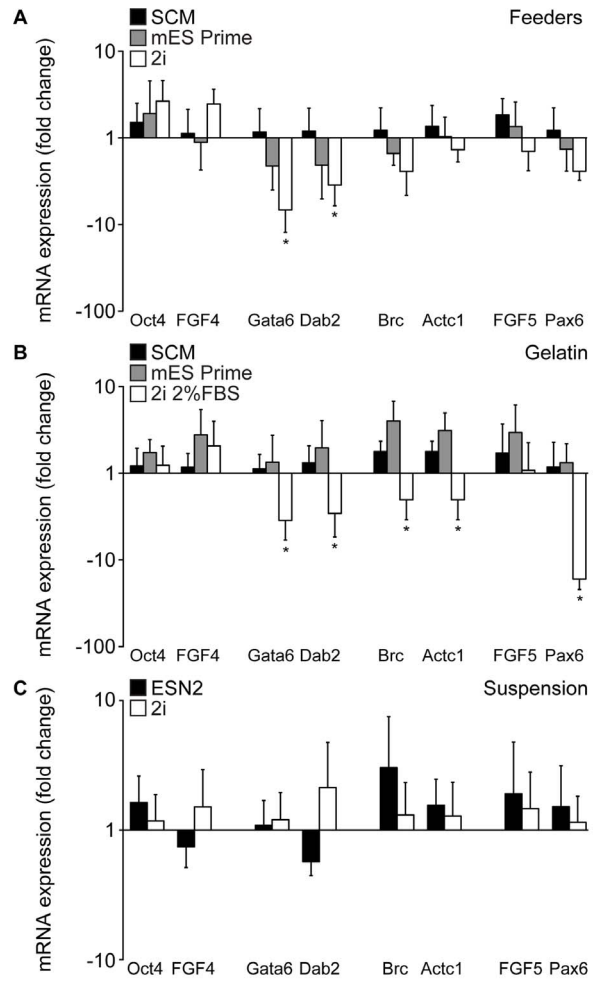 A
SCM
mES Prime
2i
Feeders
mRNA expression (fold change)
10
1
-10
-100
*
*
Oct4 FGF4 Gata6 Dab2 Brc Actc1 FGF5 Pax6
B
SCM
mES Prime
2i 2%FBS
Gelatin
mRNA expression (fold change)
10
1
-10
-100
*
*
*
*
*
Oct4 FGF4 Gata6 Dab2 Brc Actc1 FGF5 Pax6
C
ESN2
2i
Suspension
mRNA expression (fold change)
10
1
-10
Oct4 FGF4 Gata6 Dab2 Brc Actc1 FGF5 Pax6